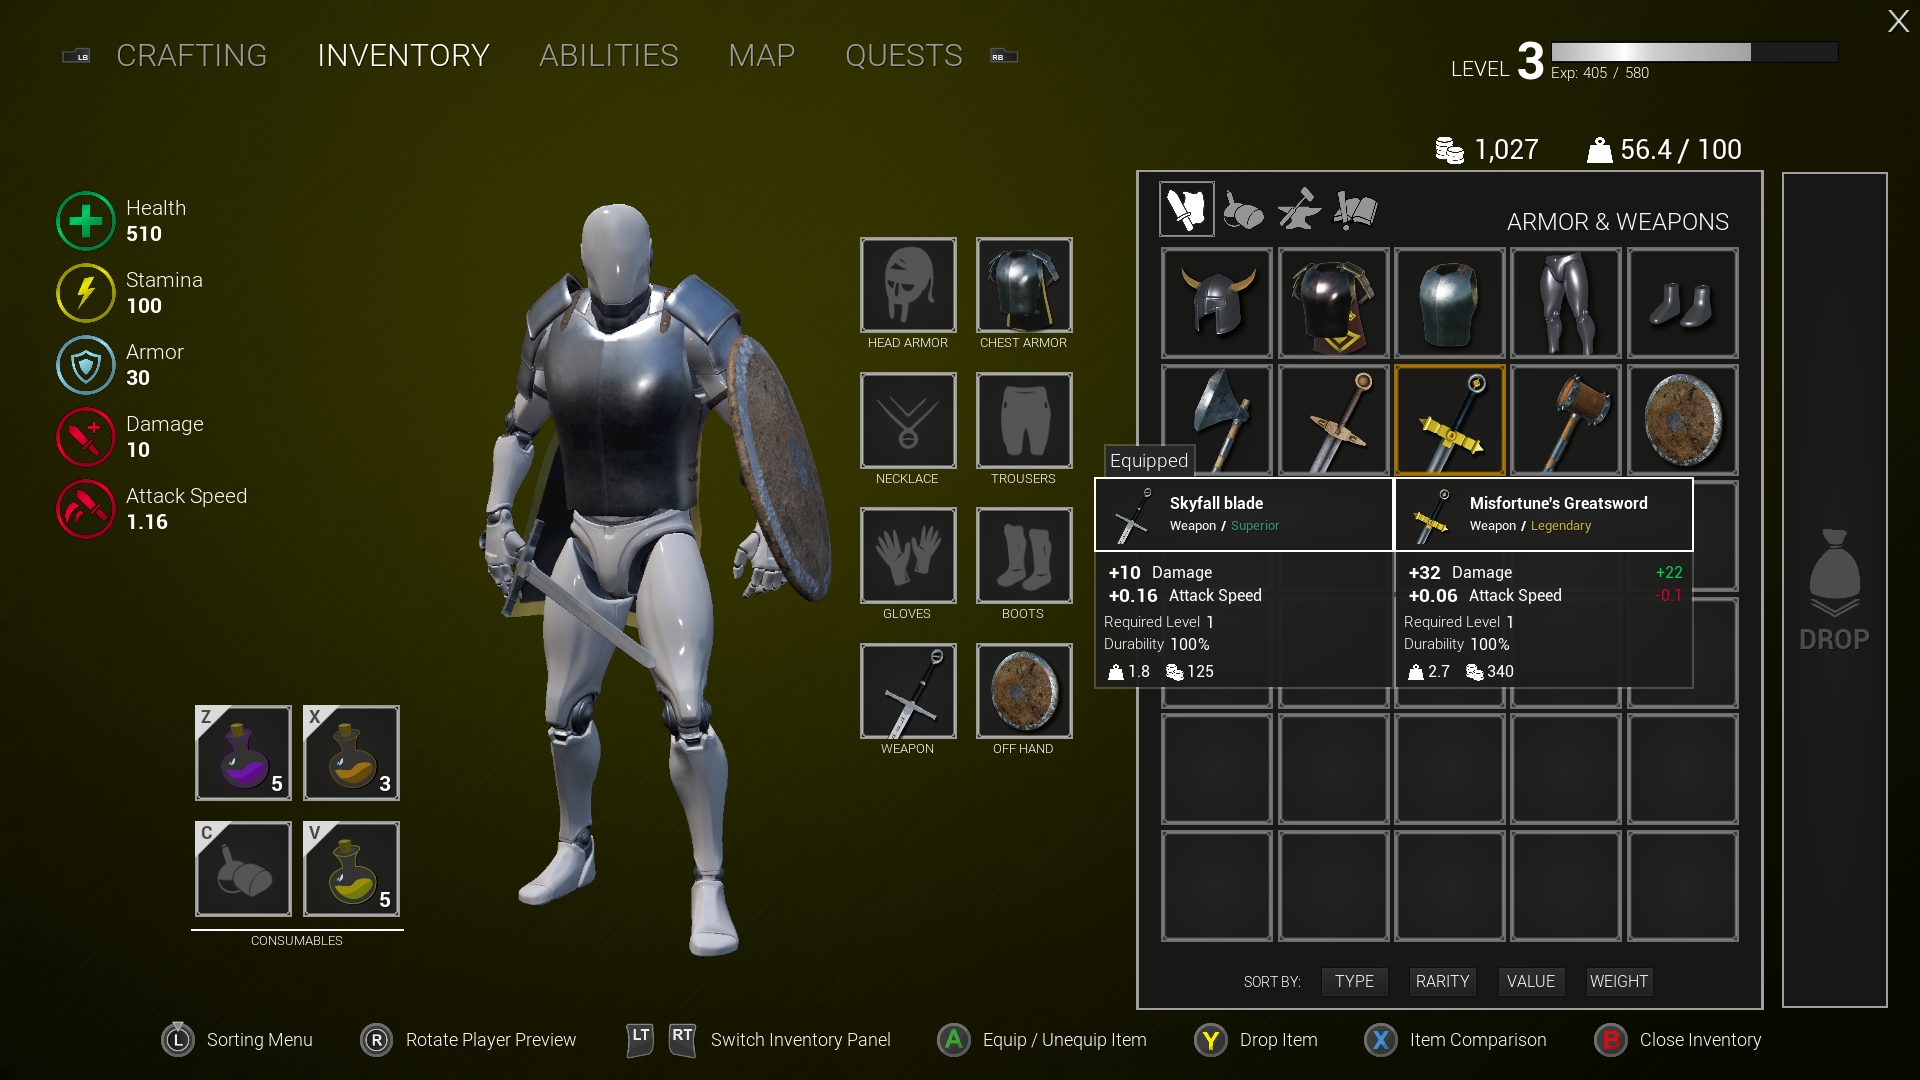 X
LB CRAFTING INVENTORY ABILITIES MAP QUESTS RB
LEVEL 3
Exp: 405 / 580
1,027 56.4 / 100
Health
510
Stamina
100
Armor
30
Damage
10
Attack Speed
1.16
HEAD ARMOR CHEST ARMOR
NECKLACE TROUSERS
GLOVES BOOTS
WEAPON OFF HAND
ARMOR & WEAPONS
Equipped
Skyfall blade
Weapon / Superior
+10 Damage
+0.16 Attack Speed
Required Level 1
Durability 100%
1.8 125
Misfortune's Greatsword
Weapon / Legendary
+32 Damage +22
+0.06 Attack Speed -0.1
Required Level 1
Durability 100%
2.7 340
DROP
Z 5 X 3
C V 5
CONSUMABLES
SORT BY: TYPE RARITY VALUE WEIGHT
L Sorting Menu R Rotate Player Preview LT RT Switch Inventory Panel A Equip / Unequip Item Y Drop Item X Item Comparison B Close Inventory